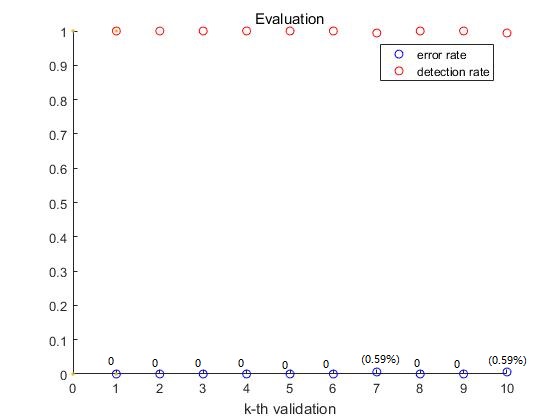 Evaluation
1
error rate
0.9
detection rate
0.8
0.7
0.6
0.5
0.4
0.3
0.2
0.1
0 0 0 0 0 0 (0.59%) 0 0 (0.59%)
0
0 1 2 3 4 5 6 7 8 9 10
k-th validation